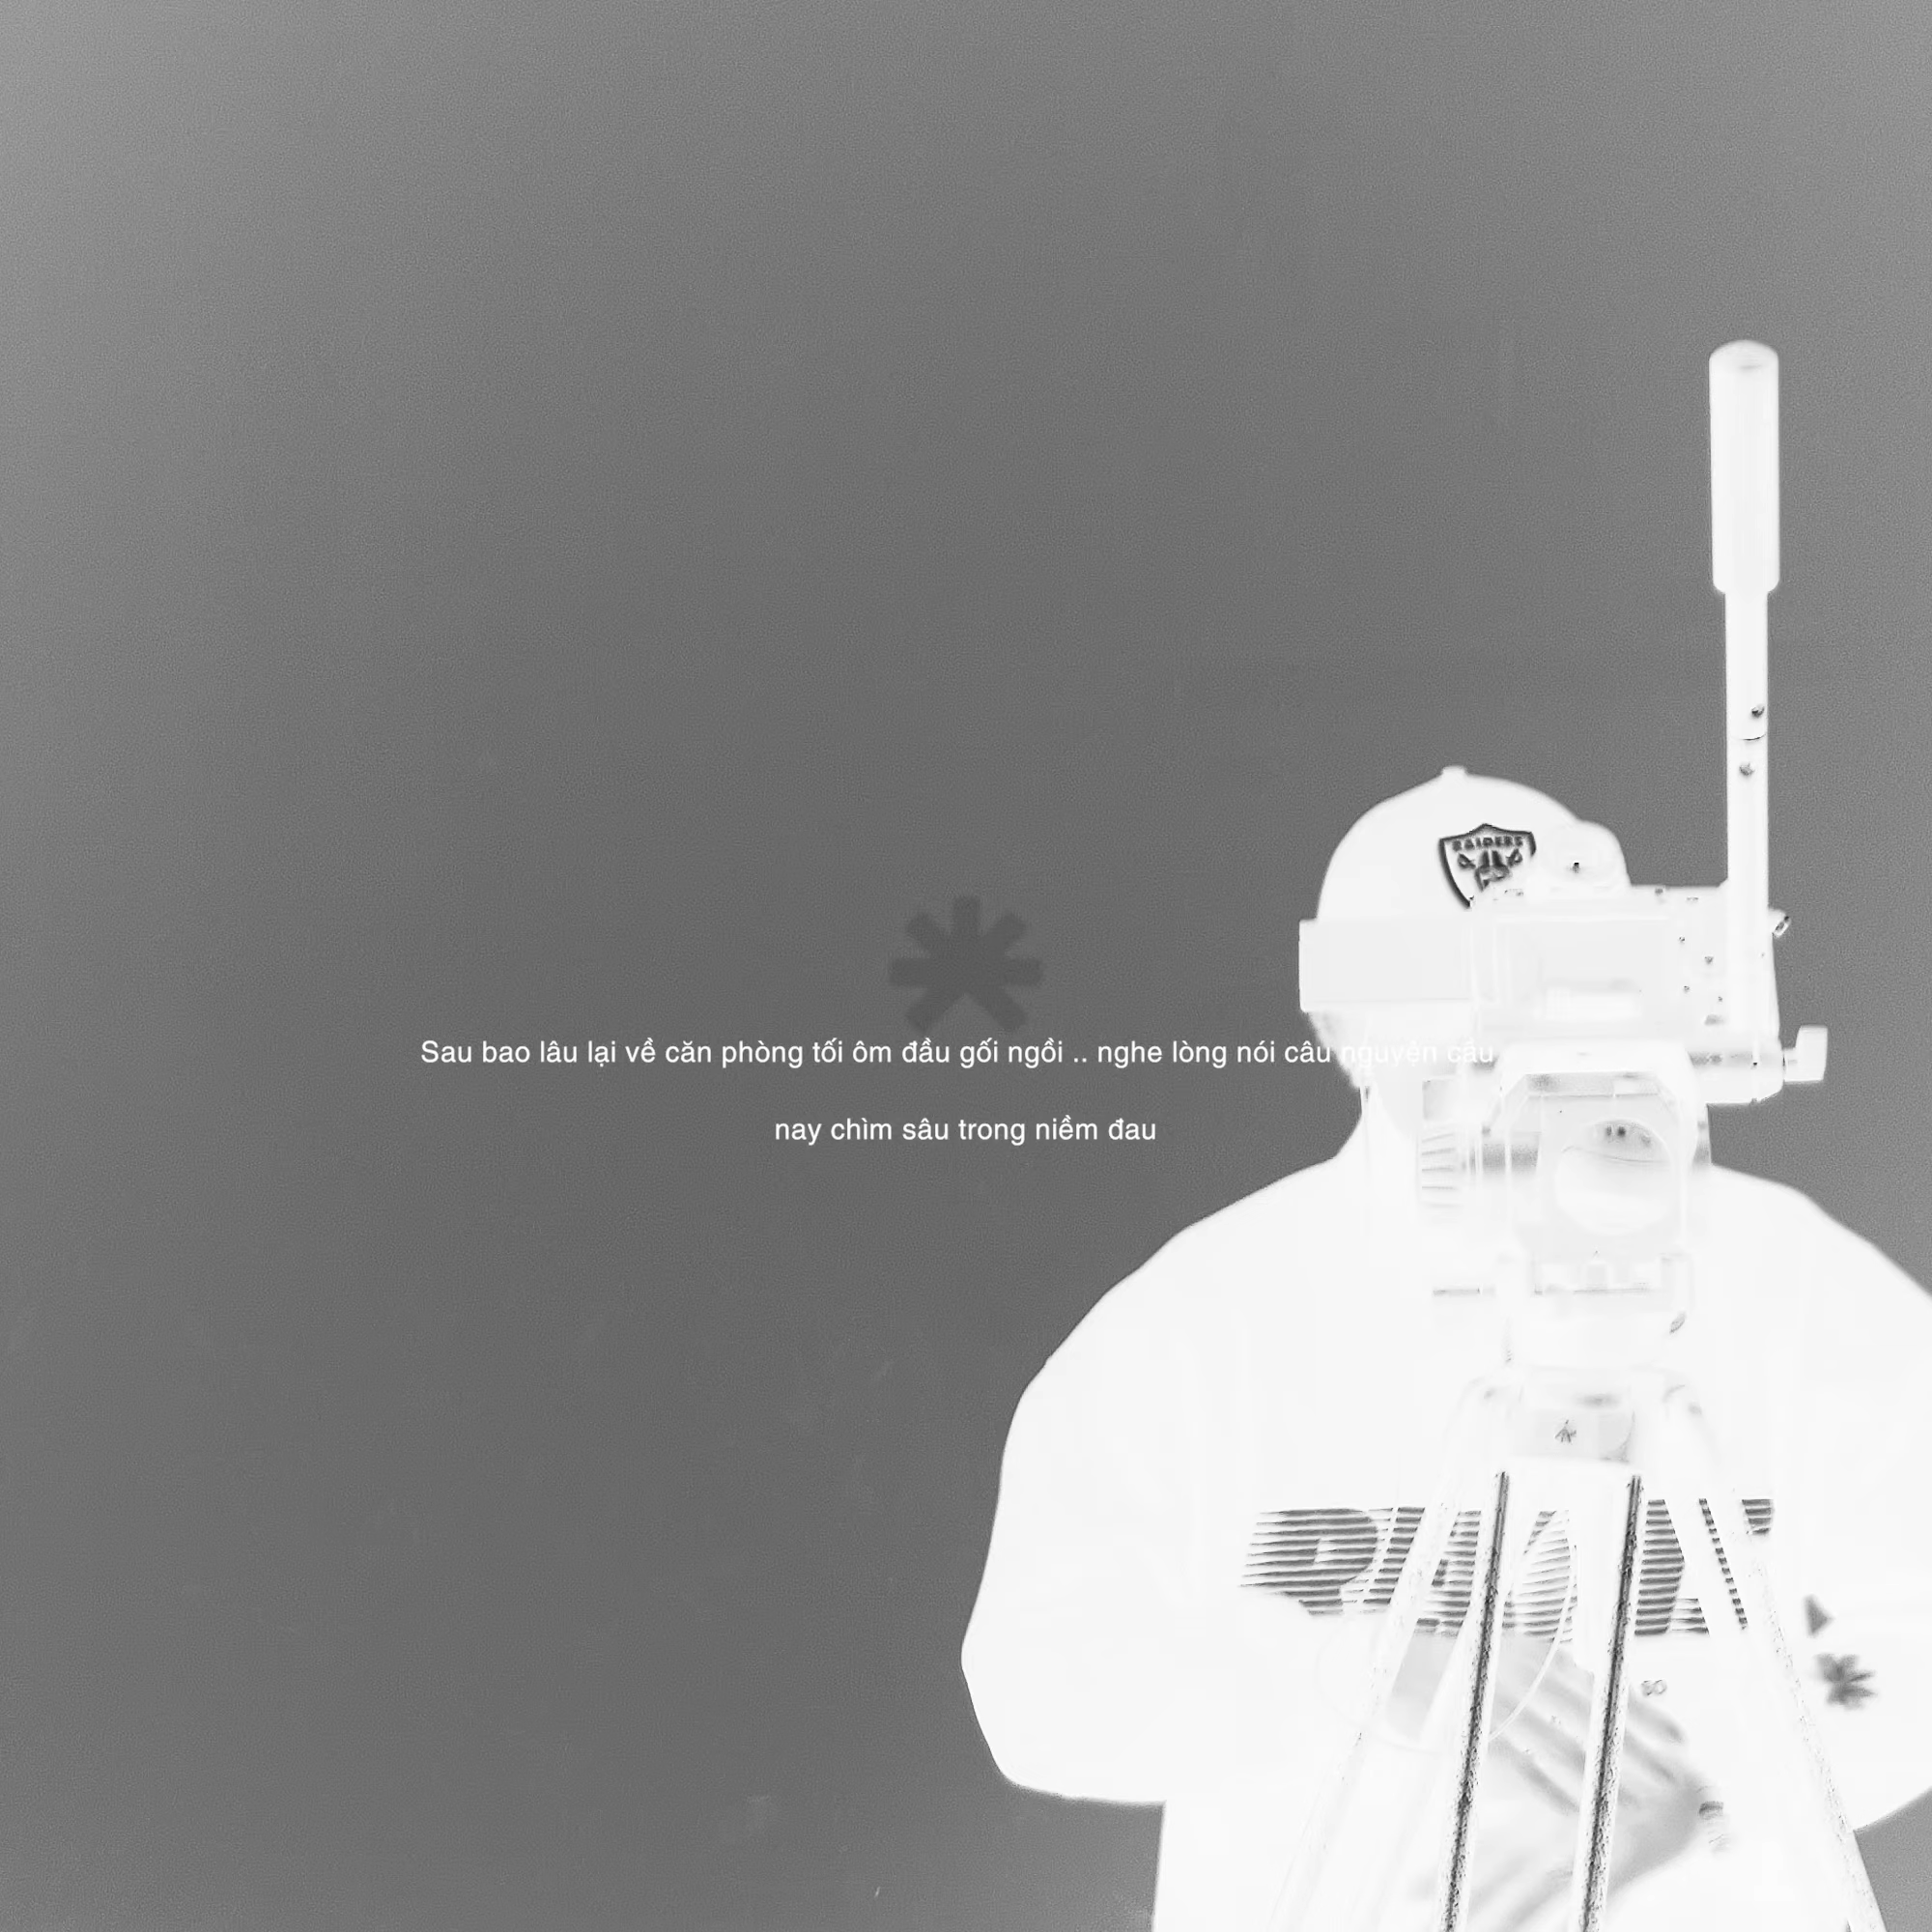 RAIDERS
Sau bao lâu lại về căn phòng tối ôm đầu gối ngồi .. nghe lòng nói câu nguyện cầu
nay chìm sâu trong niềm đau